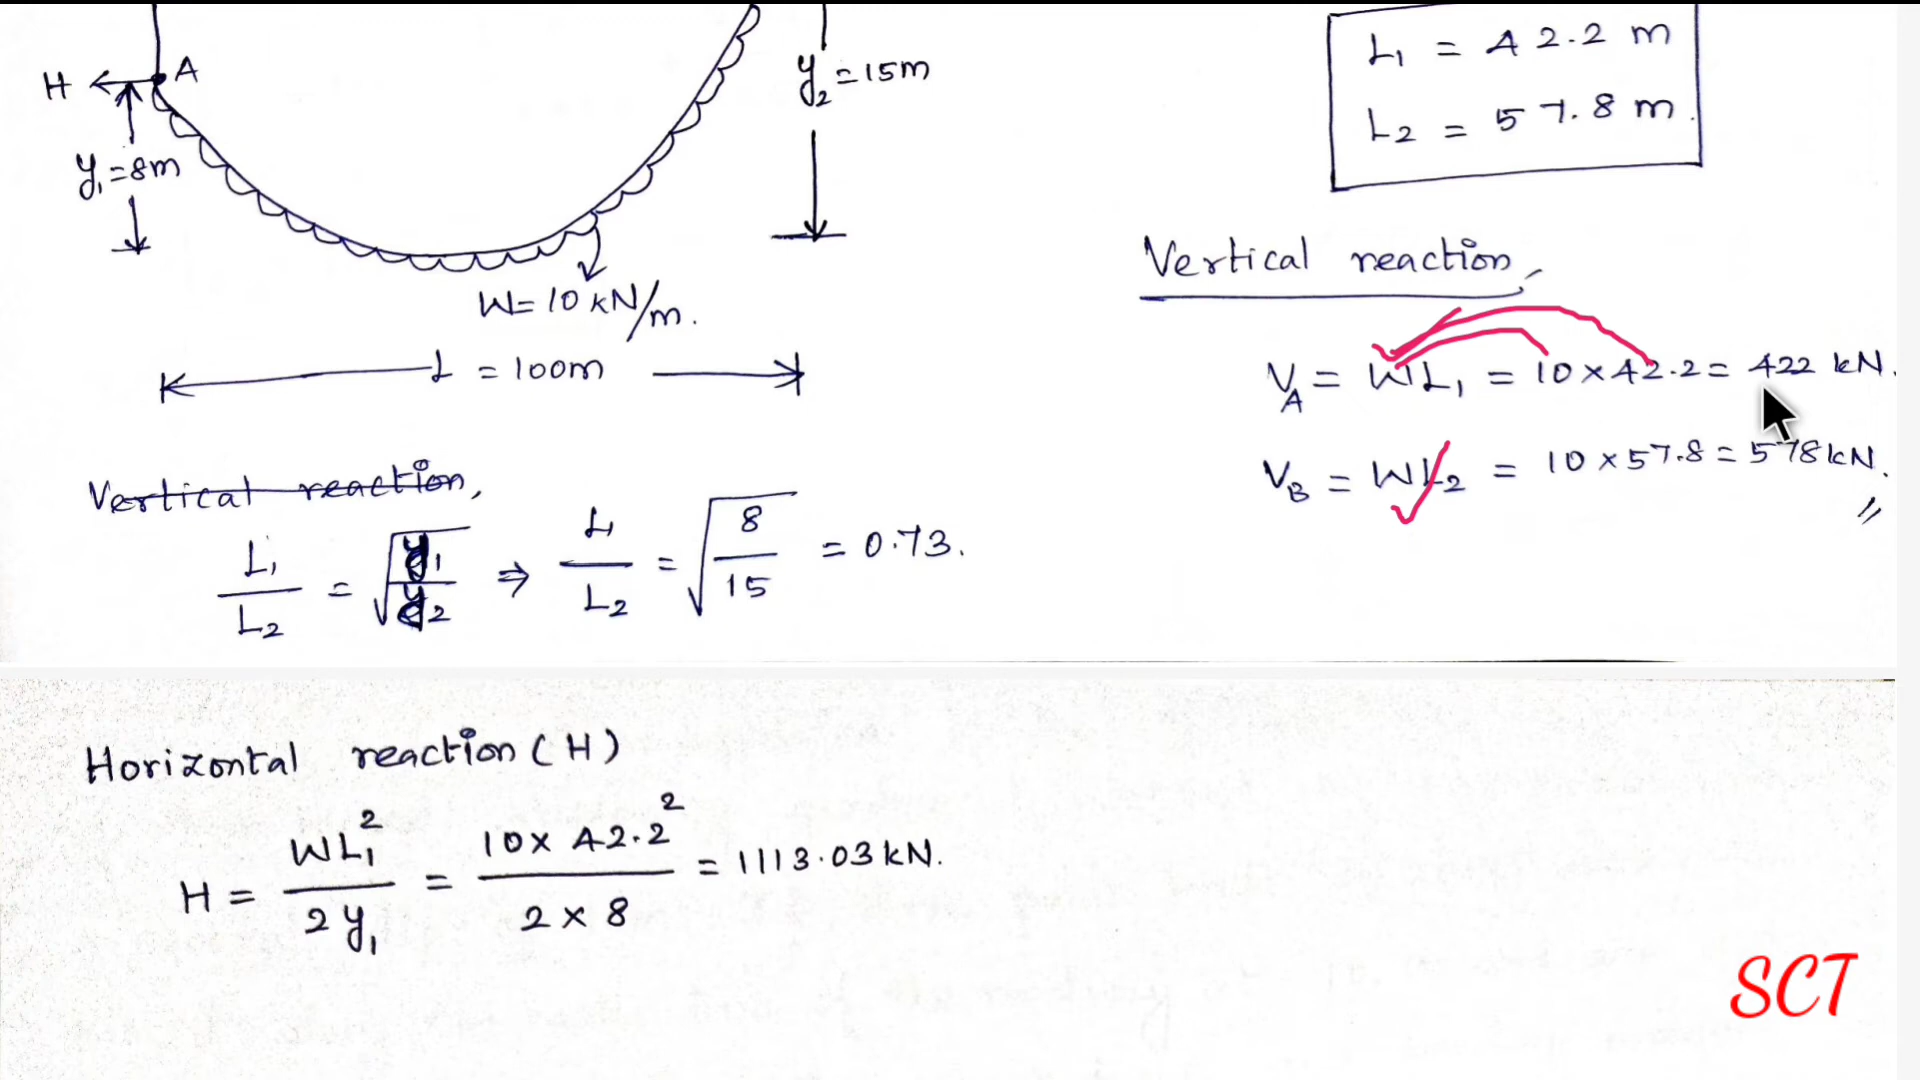 H
A
y₁=8m
y₂=15m
W=10 kN/m.
L = 100m
Vertical reaction,
L₁/L₂ = √(y₁/y₂) ⇒ L₁/L₂ = √(8/15) = 0.73.
L₁ = 42.2 m
L₂ = 57.8 m.
Vertical reaction,
V_A = WL₁ = 10 × 42.2 = 422 kN.
V_B = WL₂ = 10 × 57.8 = 578 kN.
Horizontal reaction (H)
H = WL₁²/2y₁ = 10 × 42.2²/2 × 8 = 1113.03 kN.
SCT